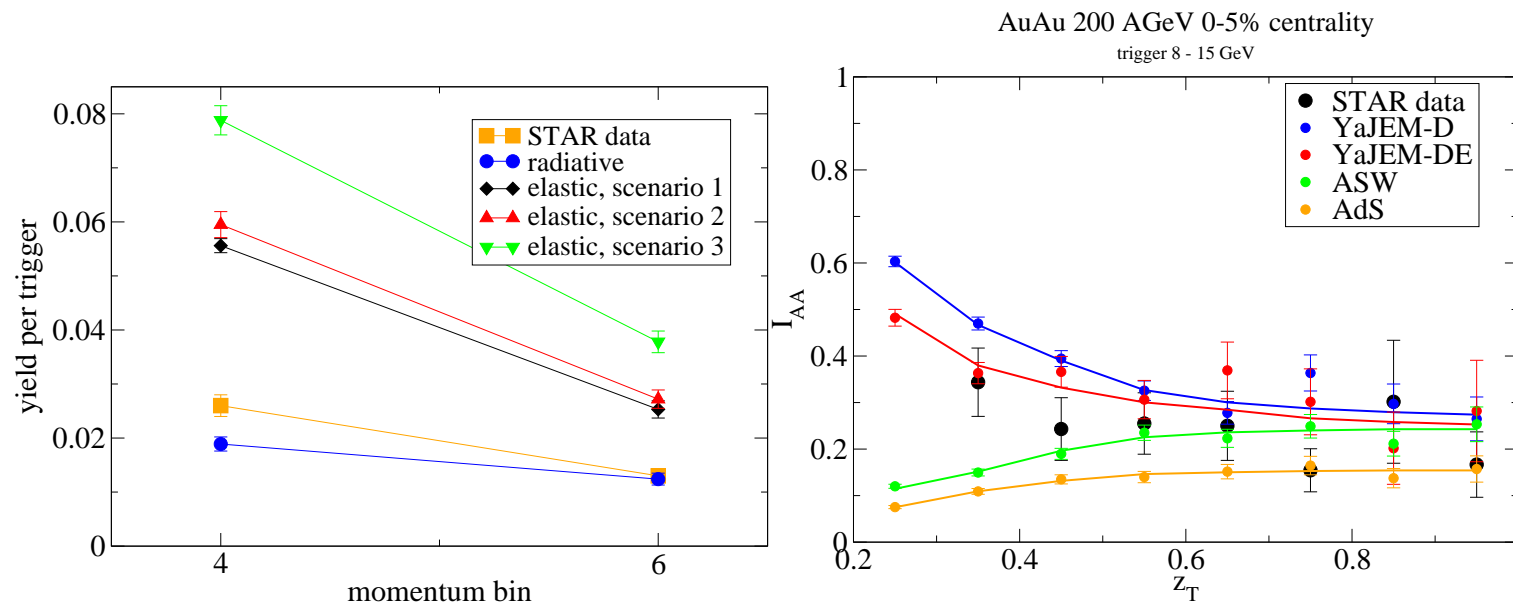 0.08
0.06
0.04
0.02
0
4
6
yield per trigger
momentum bin
STAR data
radiative
elastic, scenario 1
elastic, scenario 2
elastic, scenario 3
AuAu 200 AGeV 0-5% centrality
trigger 8 - 15 GeV
1
0.8
0.6
0.4
0.2
0
0.2
0.4
0.6
0.8
I_AA
z_T
STAR data
YaJEM-D
YaJEM-DE
ASW
AdS